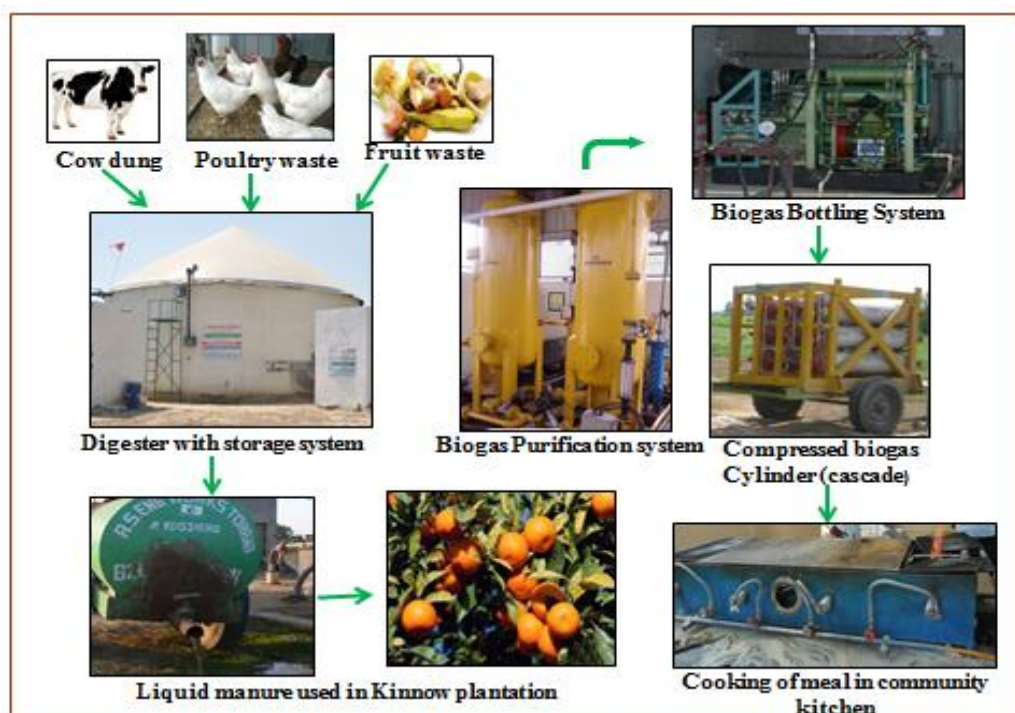 Cow dung
Poultry waste
Fruit waste
Biogas Bottling System
Digester with storage system
Biogas Purification system
Compressed biogas
Cylinder (cascade)
Liquid manure used in Kinnow plantation
Cooking of meal in community
kitchen